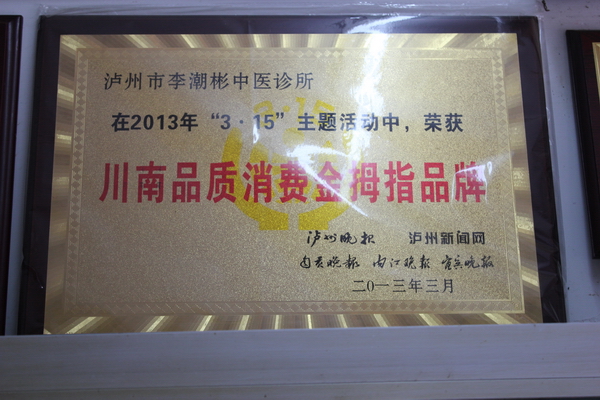 泸州市李潮彬中医诊所
在2013年“3·15”主题活动中，荣获
川南品质消费金拇指品牌
泸州晚报 泸州新闻网
自贡晚报 内江晚报 宜宾晚报
二〇一三年三月